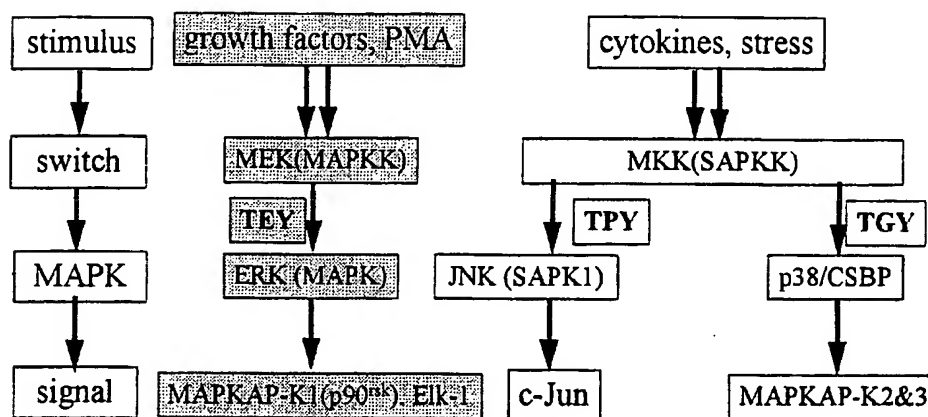 stimulus growth factors, PMA cytokines, stress
switch MEK(MAPKK) MKK(SAPKK)
TEY TPY TGY
MAPK ERK (MAPK) JNK (SAPK1) p38/CSBP
signal MAPKAP-K1(p90ʳˢᵏ). Elk-1 c-Jun MAPKAP-K2&3